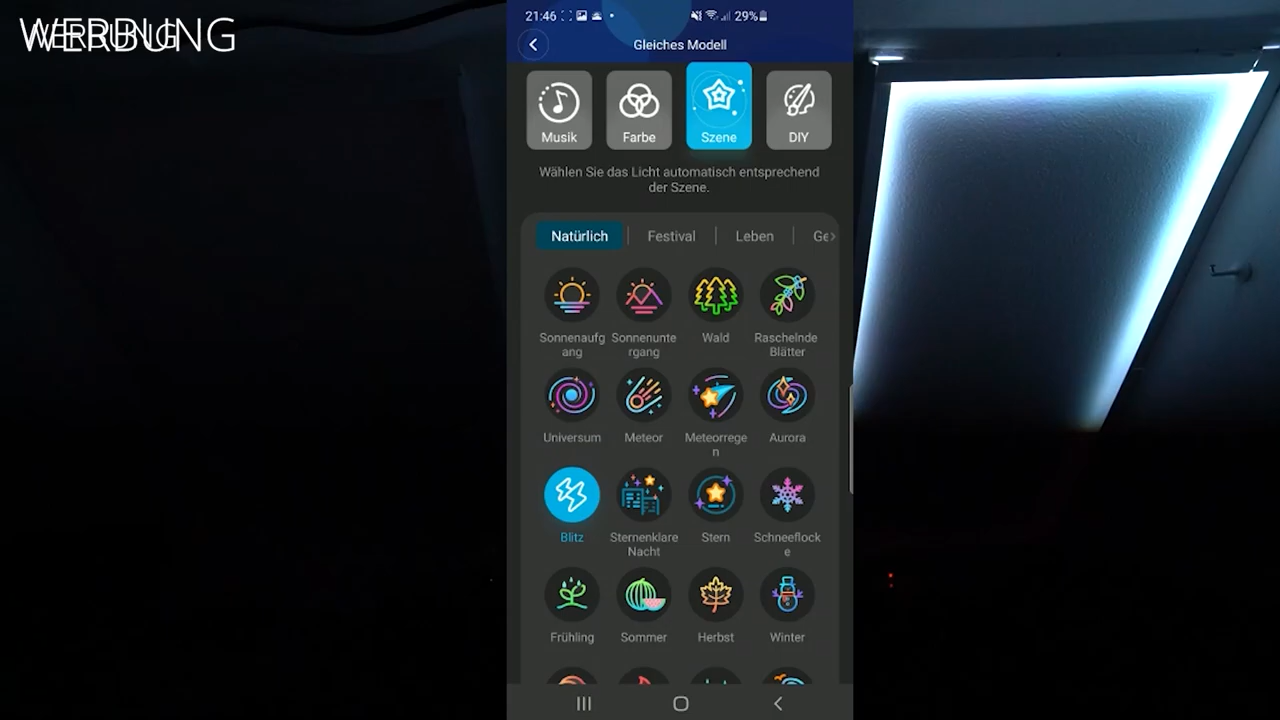 WERBUNG
WERBUNG
21:46
29%
Gleiches Modell
Musik
Farbe
Szene
DIY
Wählen Sie das Licht automatisch entsprechend
der Szene.
Natürlich
Festival
Leben
Ge
Sonnenaufg
ang
Sonnenunte
rgang
Wald
Raschelnde
Blätter
Universum
Meteor
Meteorrege
n
Aurora
Blitz
Sternenklare
Nacht
Stern
Schneeflock
e
Frühling
Sommer
Herbst
Winter